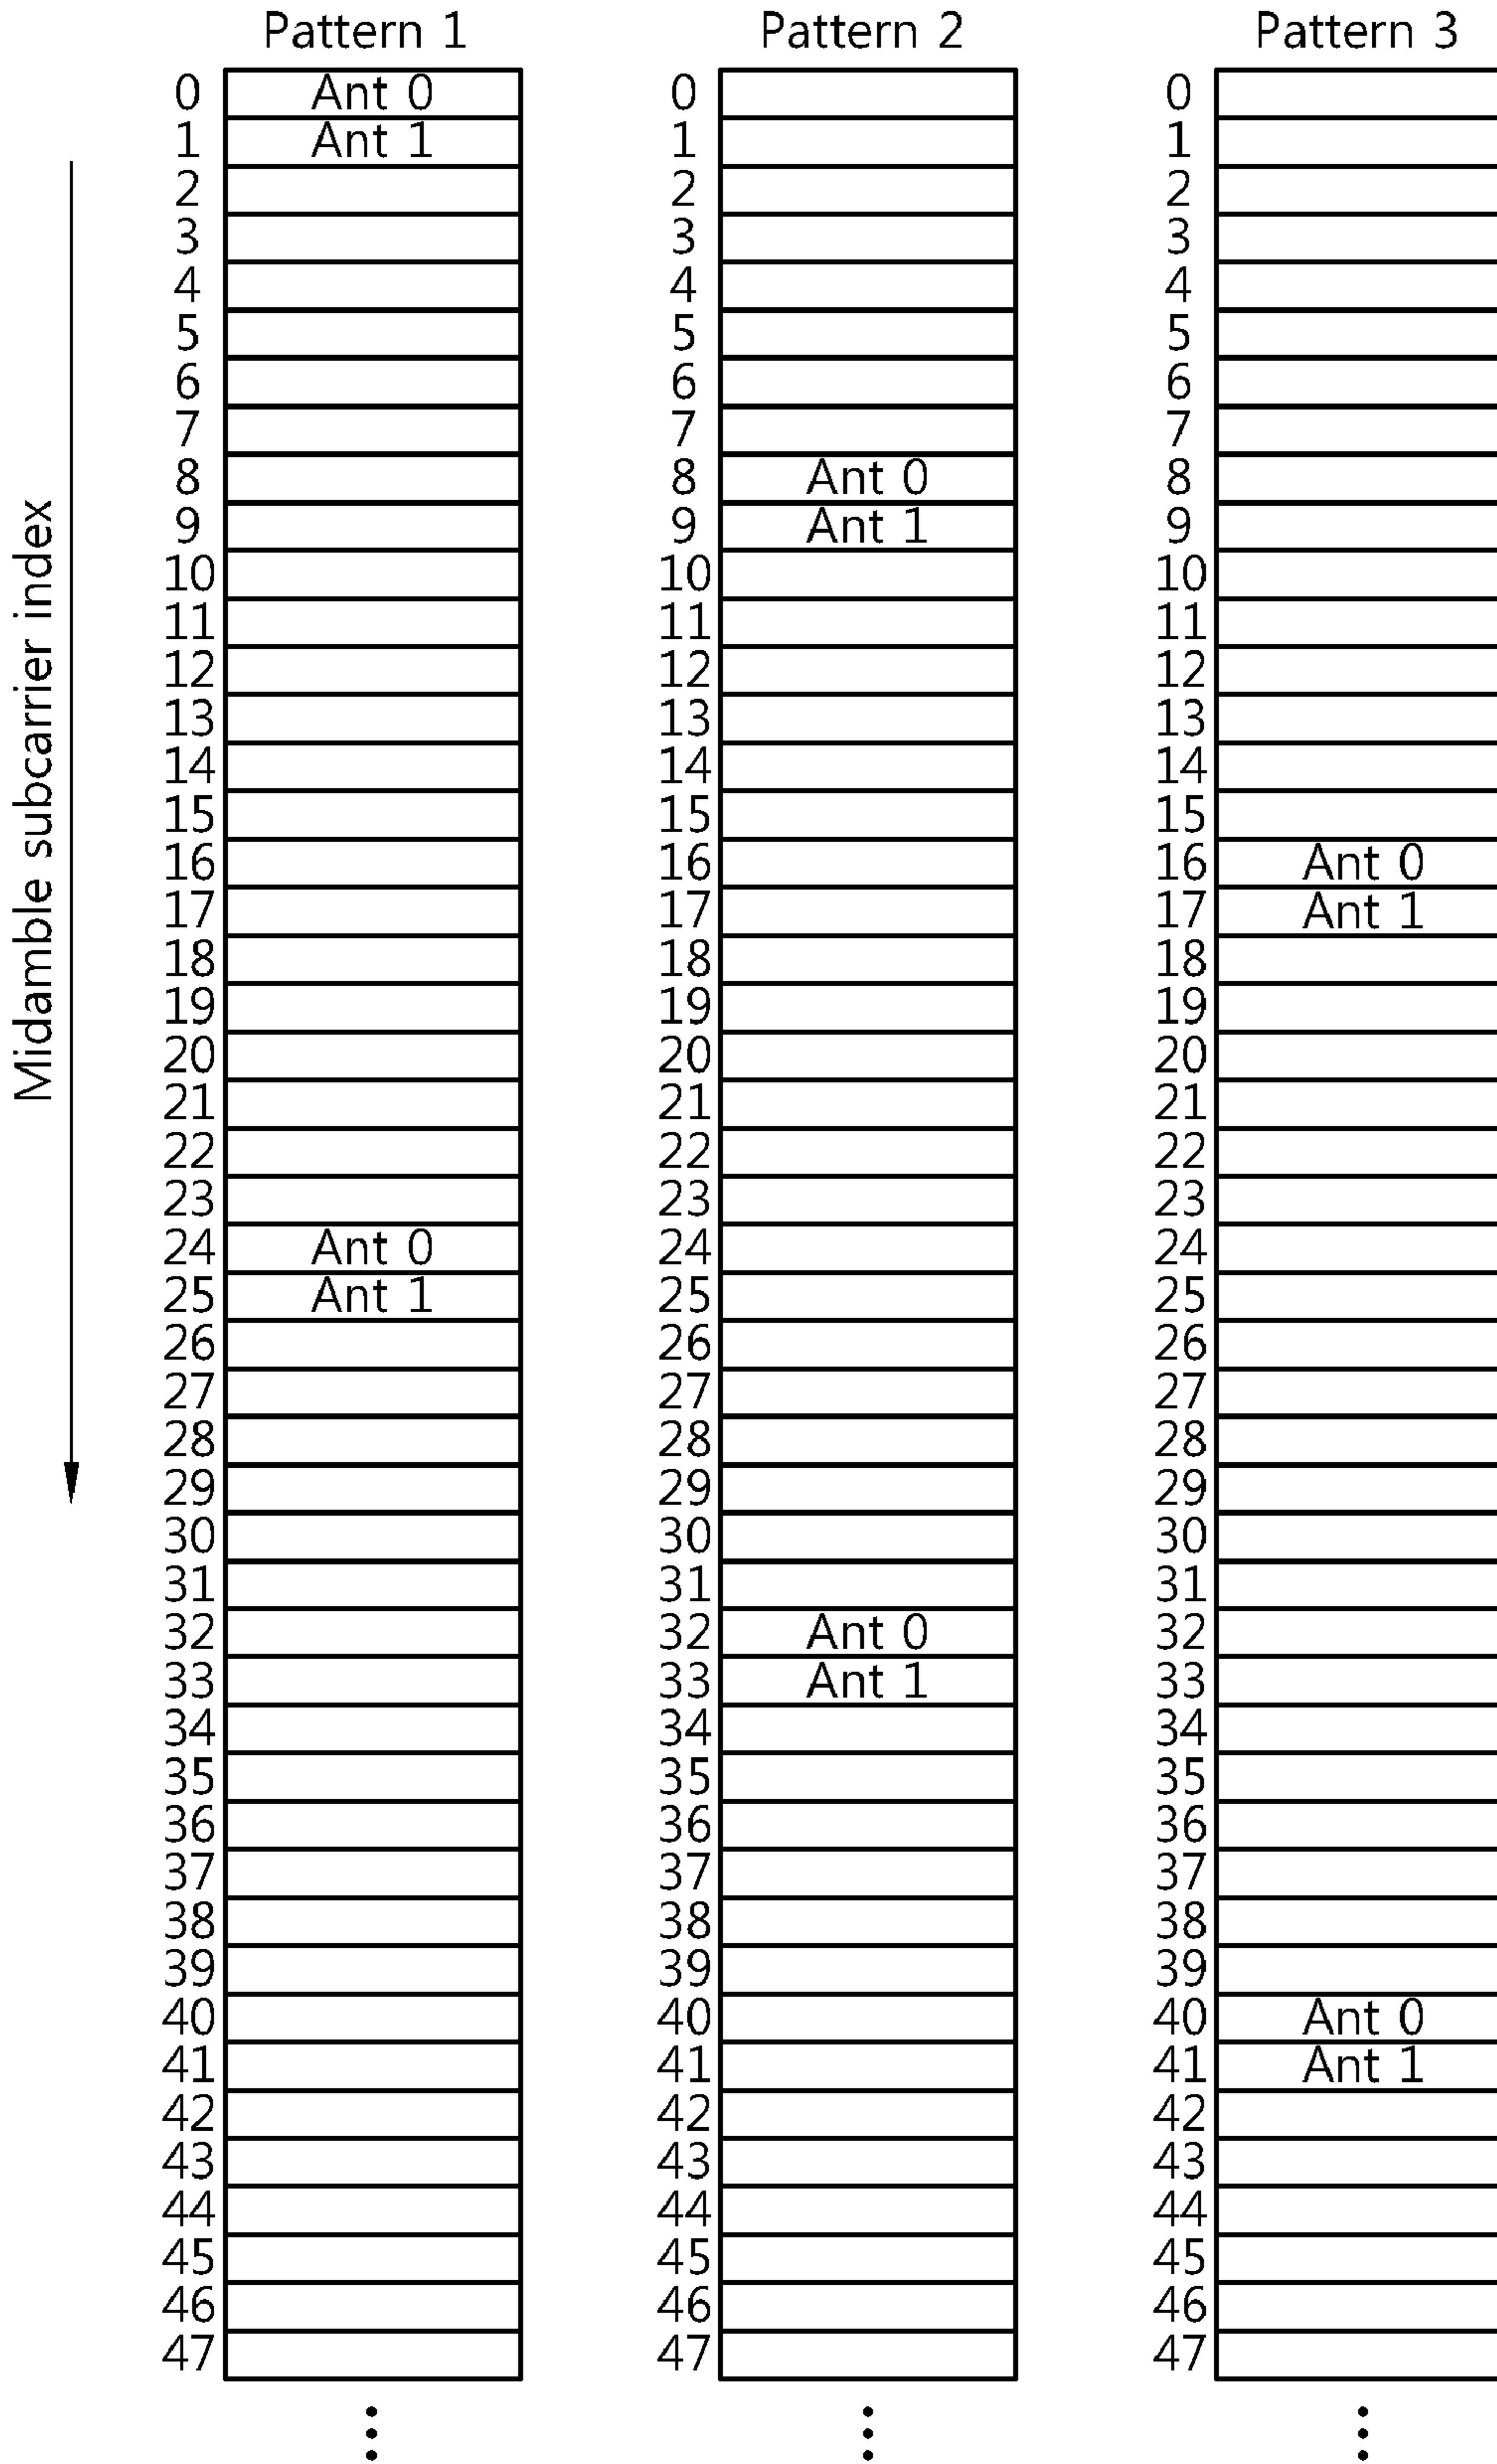 Pattern 1 Pattern 2 Pattern 3
Midamble subcarrier index
0 Ant 0 0 0
1 Ant 1 1 1
2 2 2
3 3 3
4 4 4
5 5 5
6 6 6
7 7 7
8 8 Ant 0 8
9 9 Ant 1 9
10 10 10
11 11 11
12 12 12
13 13 13
14 14 14
15 15 15
16 16 16 Ant 0
17 17 17 Ant 1
18 18 18
19 19 19
20 20 20
21 21 21
22 22 22
23 23 23
24 Ant 0 24 24
25 Ant 1 25 25
26 26 26
27 27 27
28 28 28
29 29 29
30 30 30
31 31 31
32 32 Ant 0 32
33 33 Ant 1 33
34 34 34
35 35 35
36 36 36
37 37 37
38 38 38
39 39 39
40 40 40 Ant 0
41 41 41 Ant 1
42 42 42
43 43 43
44 44 44
45 45 45
46 46 46
47 47 47